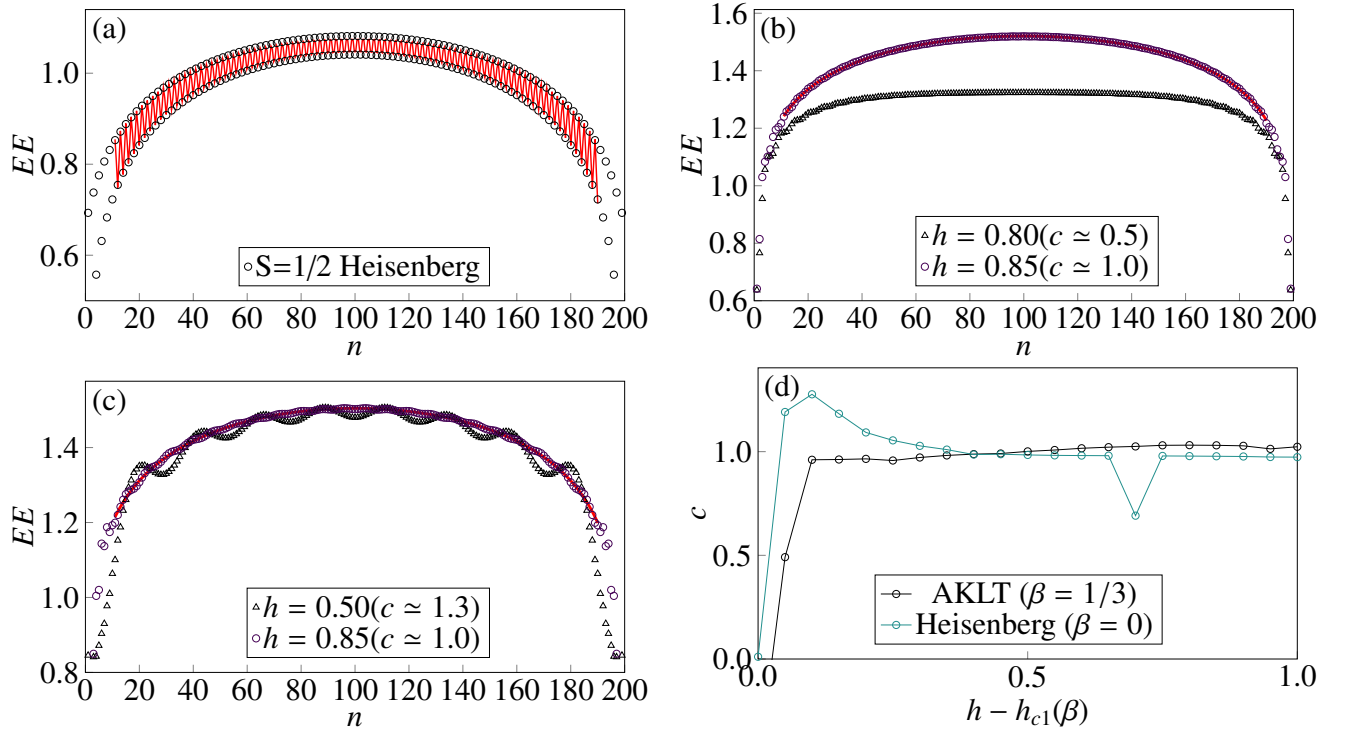 (a)
EE
1.0
0.8
0.6
S=1/2 Heisenberg
0 20 40 60 80 100 120 140 160 180 200
n
(b)
EE
1.6
1.4
1.2
1.0
0.8
0.6
h = 0.80(c ≃ 0.5)
h = 0.85(c ≃ 1.0)
0 20 40 60 80 100 120 140 160 180 200
n
(c)
EE
1.4
1.2
1.0
0.8
h = 0.50(c ≃ 1.3)
h = 0.85(c ≃ 1.0)
0 20 40 60 80 100 120 140 160 180 200
n
(d)
c
1.0
0.5
0.0
AKLT (β = 1/3)
Heisenberg (β = 0)
0.0 0.5 1.0
h − hc1(β)